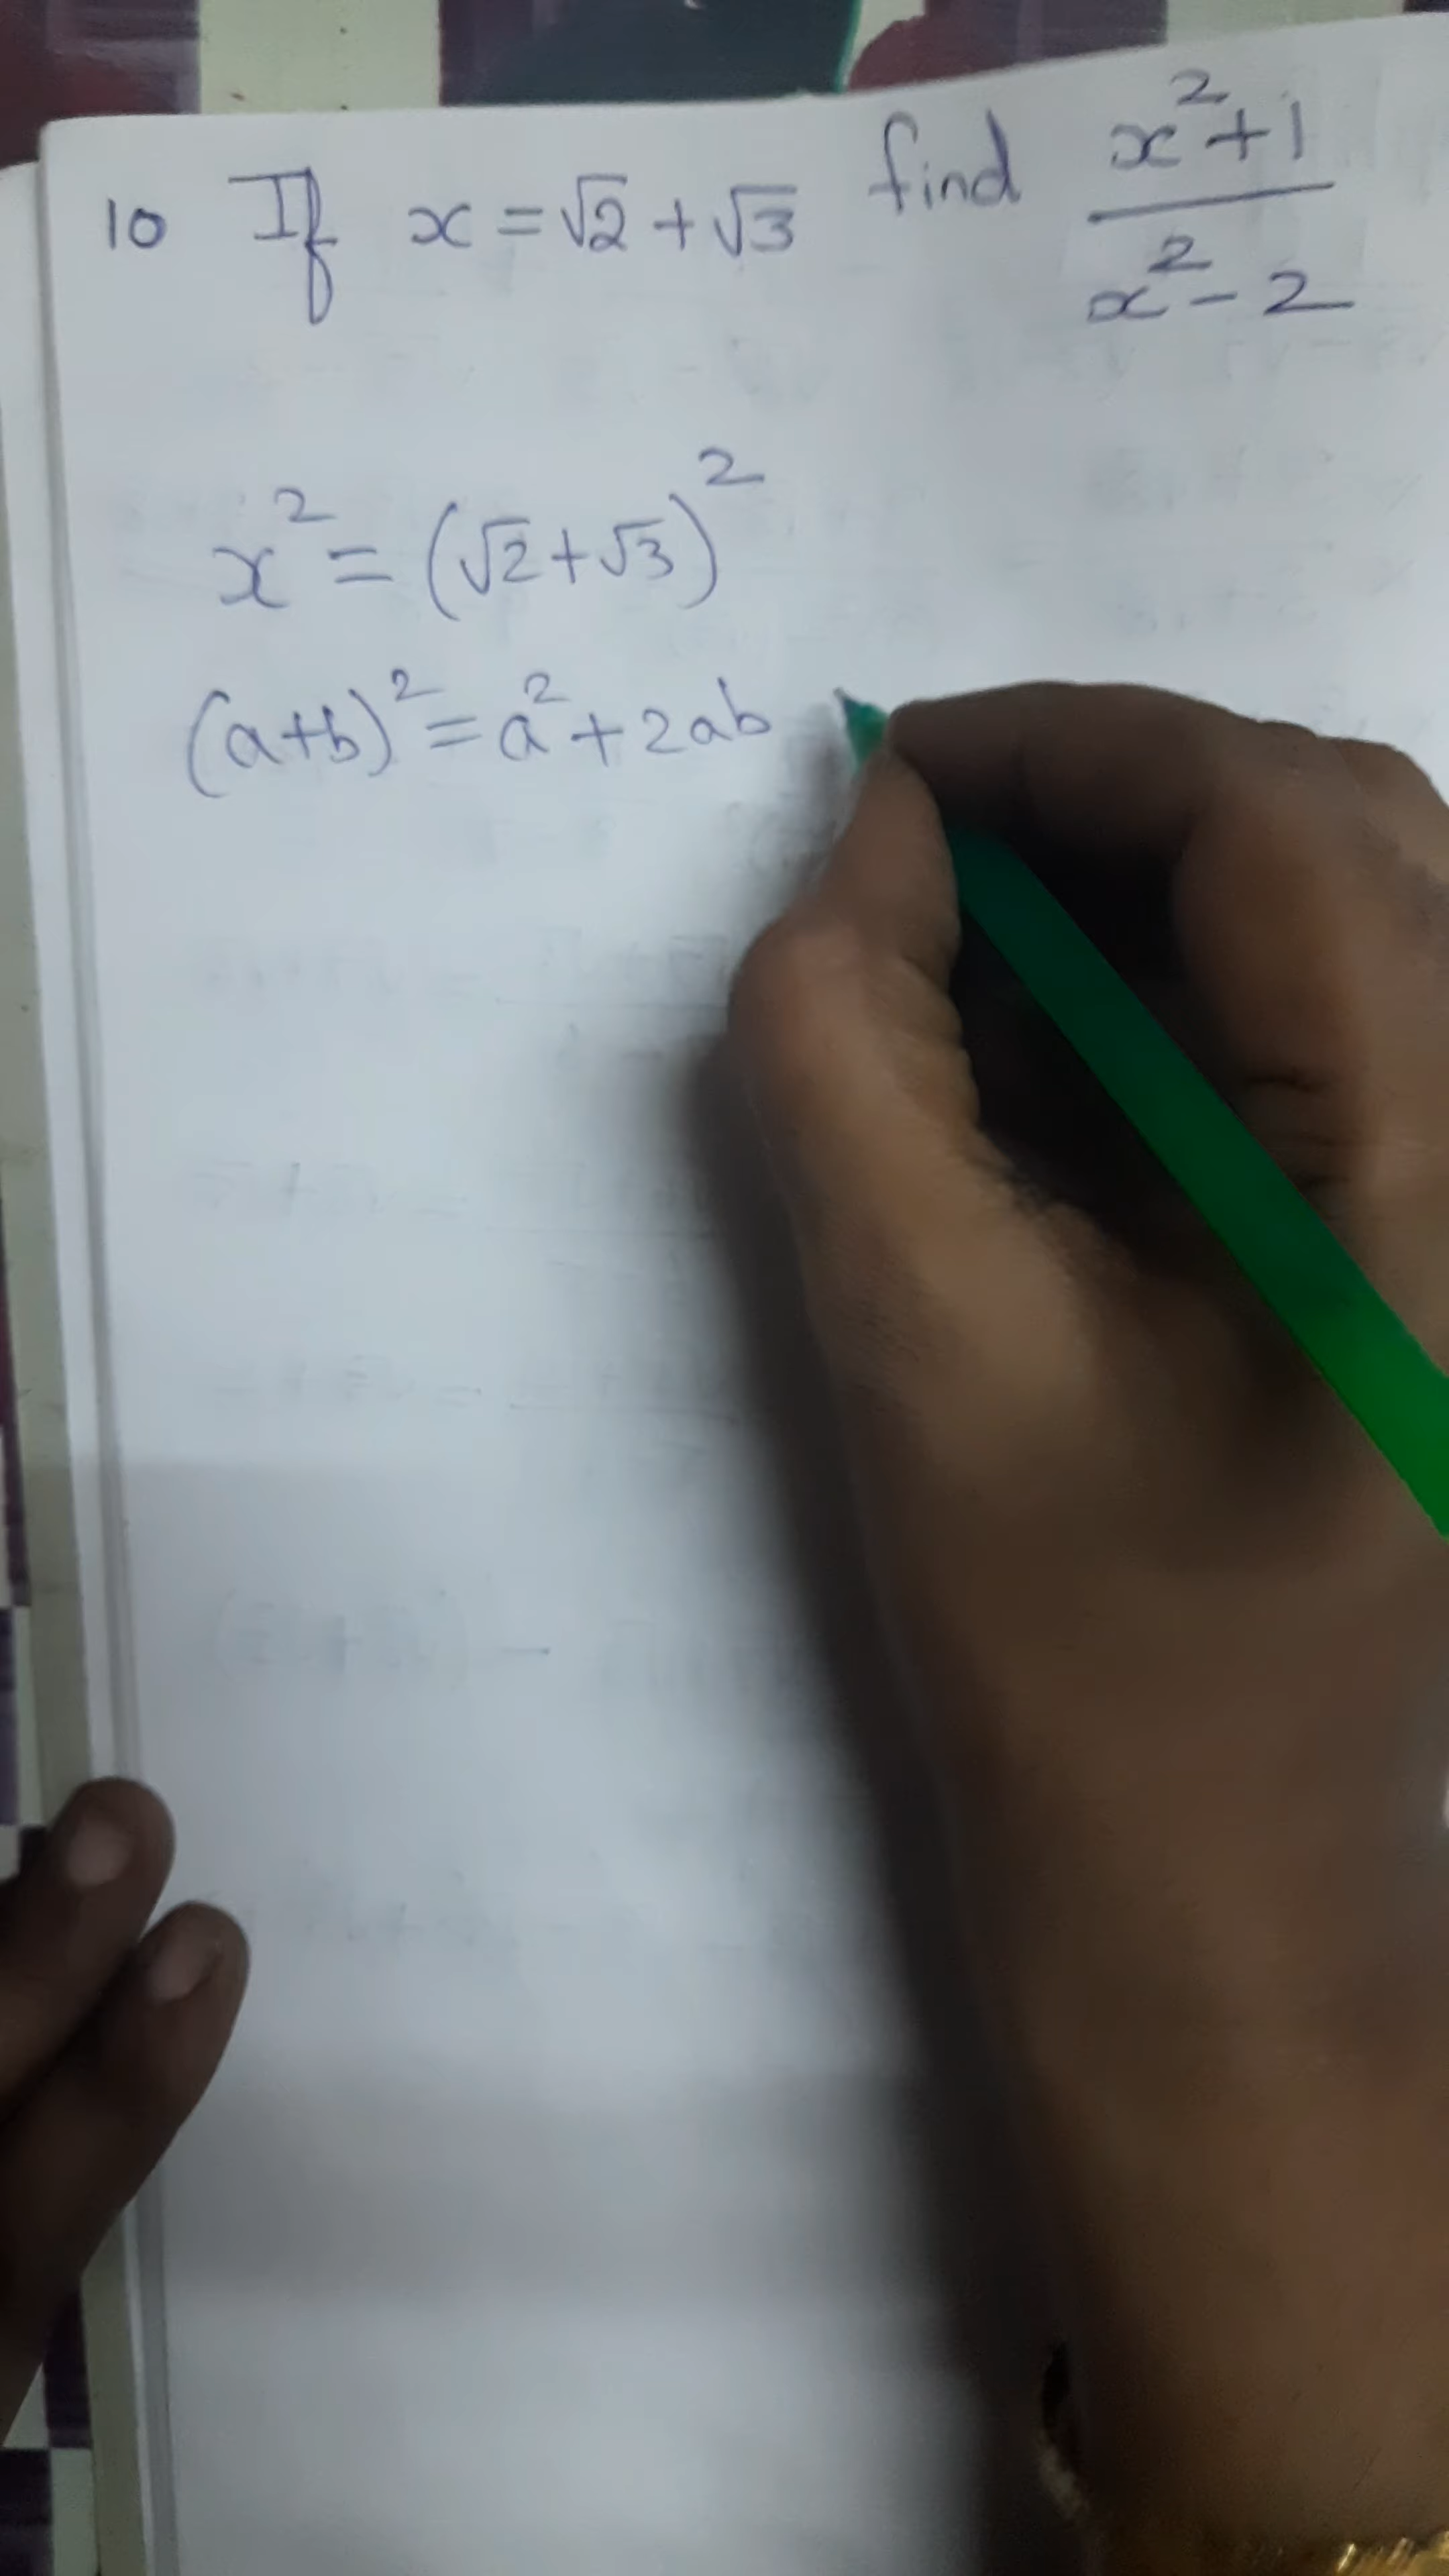 10 If x = √2 + √3 find (x² + 1)/(x² - 2)
x² = (√2 + √3)²
(a+b)² = a² + 2ab